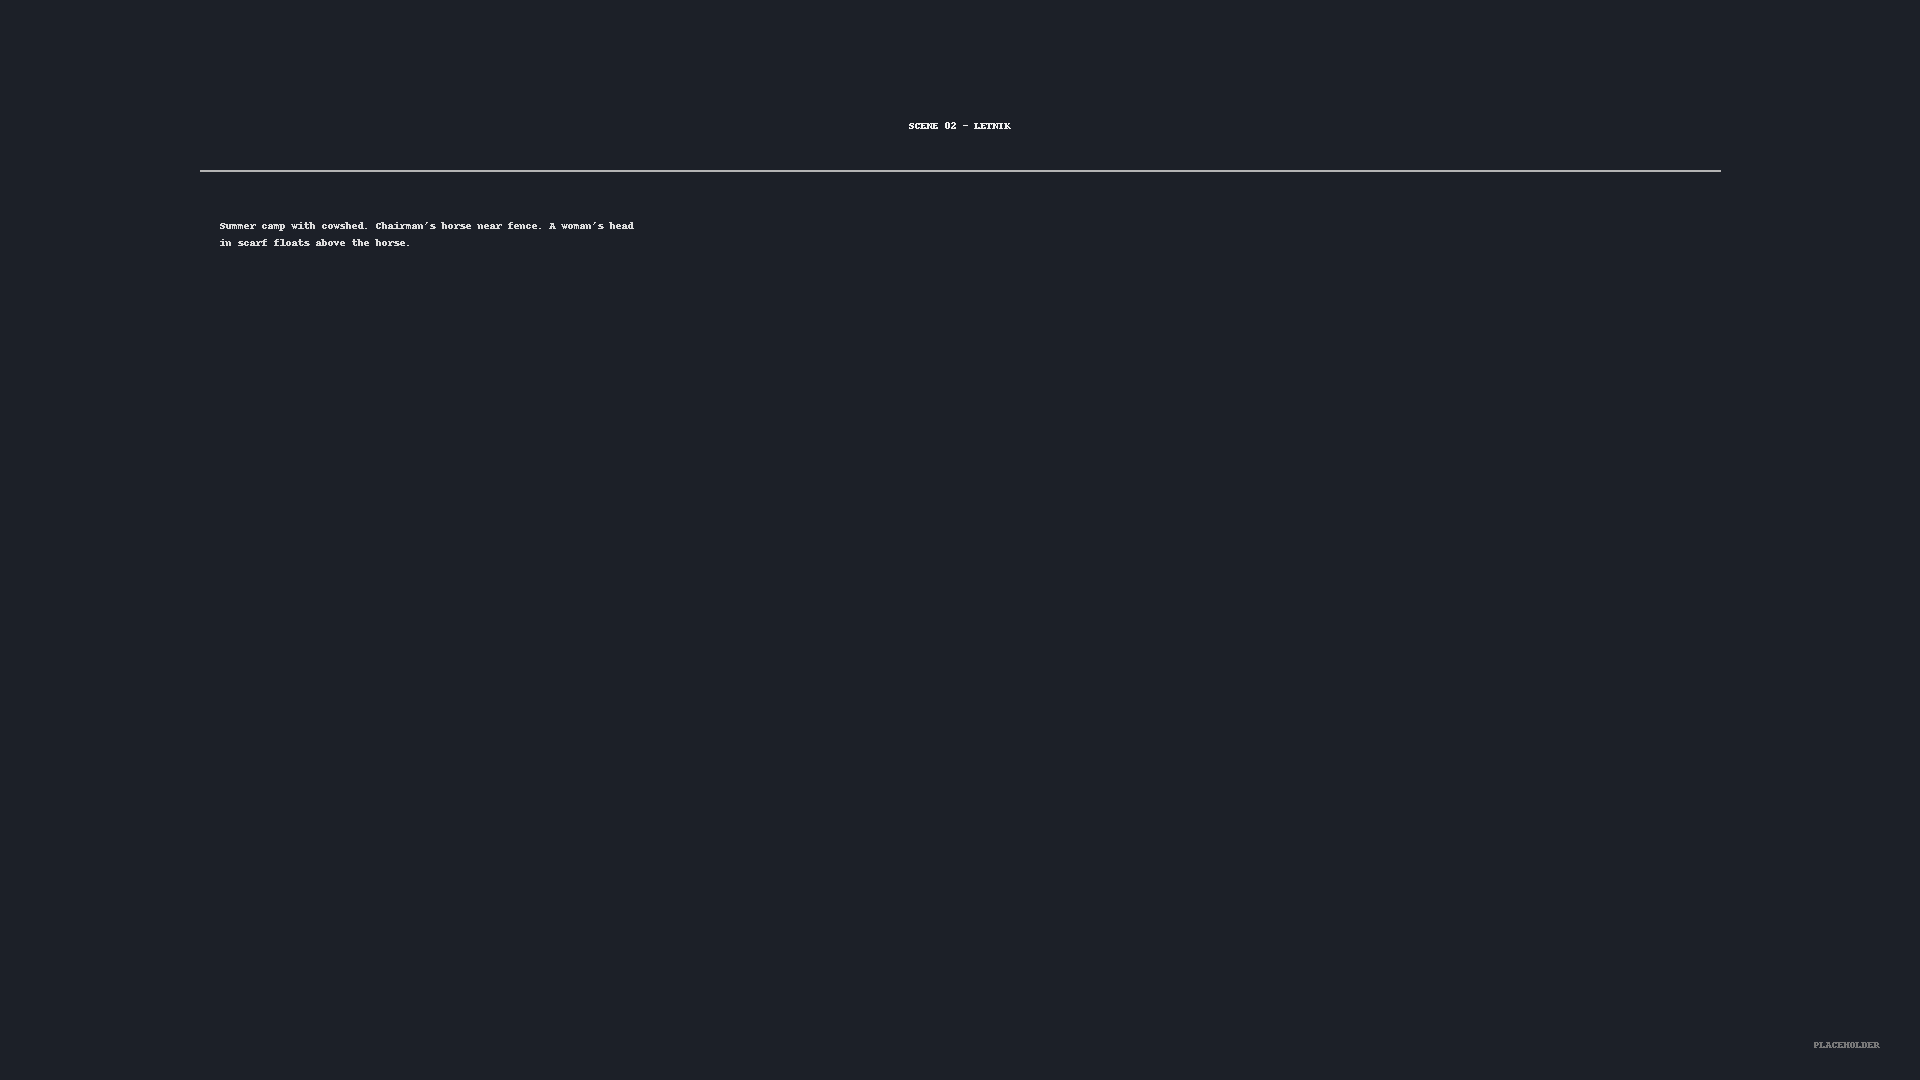 SCENE 02 - LETNIK
Summer camp with cowshed. Chairman's horse near fence. A woman's head
in scarf floats above the horse.
PLACEHOLDER